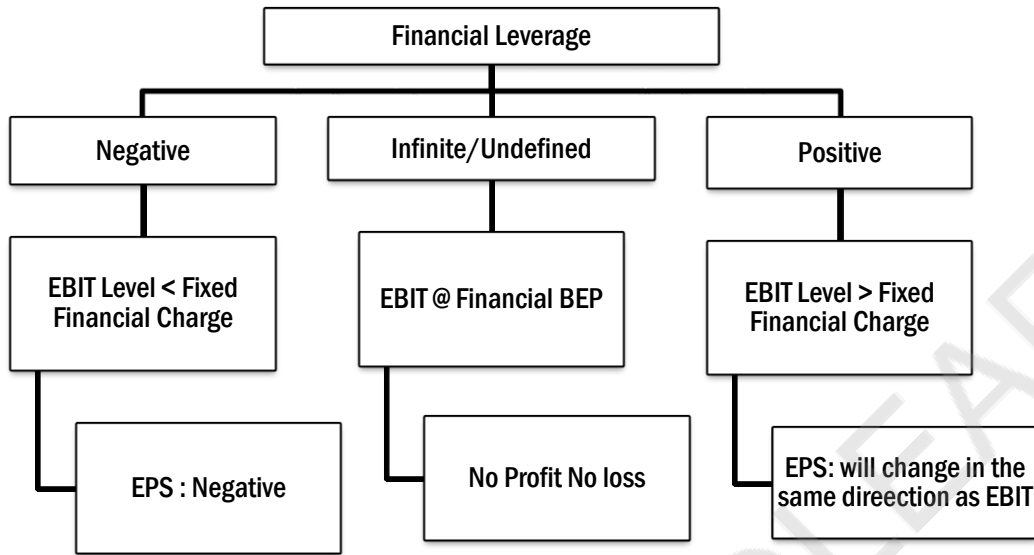 Financial Leverage
Negative
Infinite/Undefined
Positive
EBIT Level < Fixed
Financial Charge
EBIT @ Financial BEP
EBIT Level > Fixed
Financial Charge
EPS : Negative
No Profit No loss
EPS: will change in the
same direection as EBIT